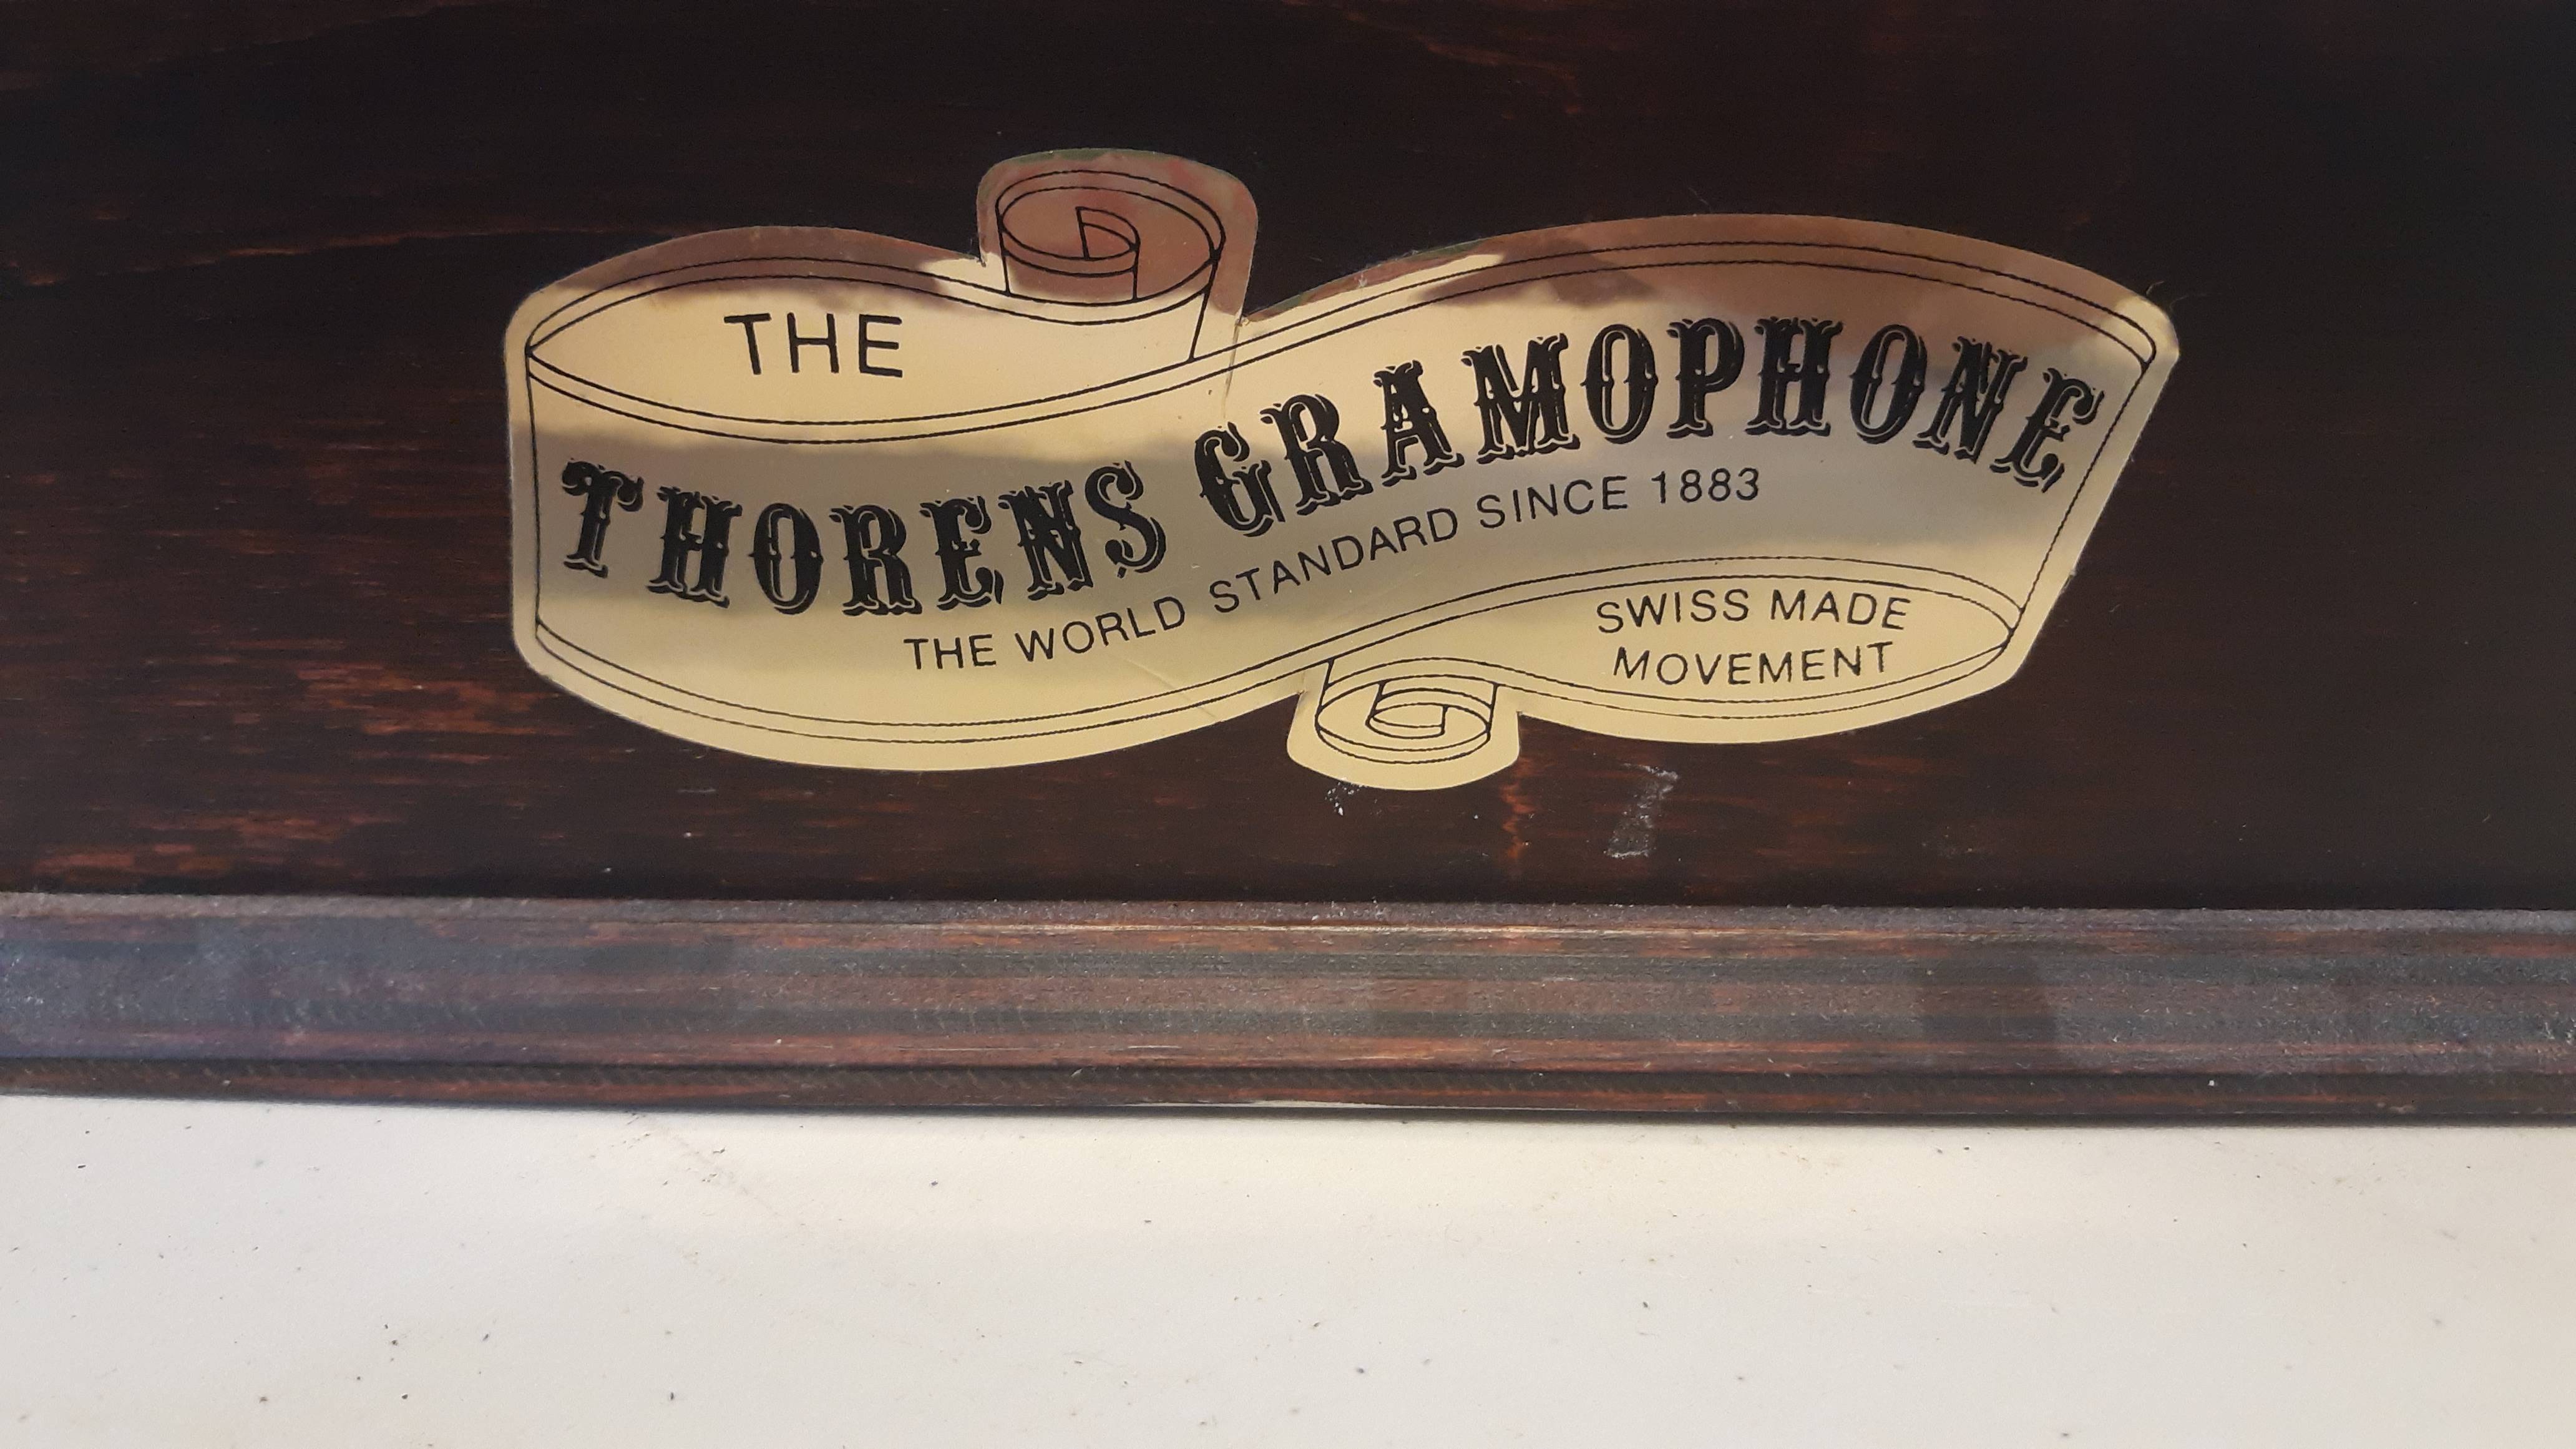 THE
THORENS GRAMOPHONE
THE WORLD STANDARD SINCE 1883
SWISS MADE
MOVEMENT